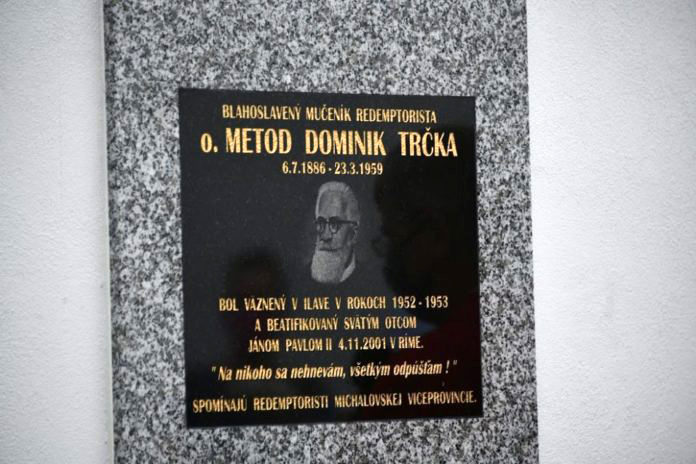 BLAHOSLAVENÝ MUČENÍK REDEMPTORISTA
o. METOD DOMINIK TRČKA
6.7.1886 - 23.3.1959
BOL VAZNENÝ V ILAVE V ROKOCH 1952 - 1953
A BEATIFIKOVANÝ SVÄTÝM OTCOM
JÁNOM PAVLOM II 4.11.2001 V RÍME.
"Na nikoho sa nehnevám, všetkým odpúšťam !"
SPOMÍNAJÚ REDEMPTORISTI MICHALOVSKEJ VICEPROVINCIE.